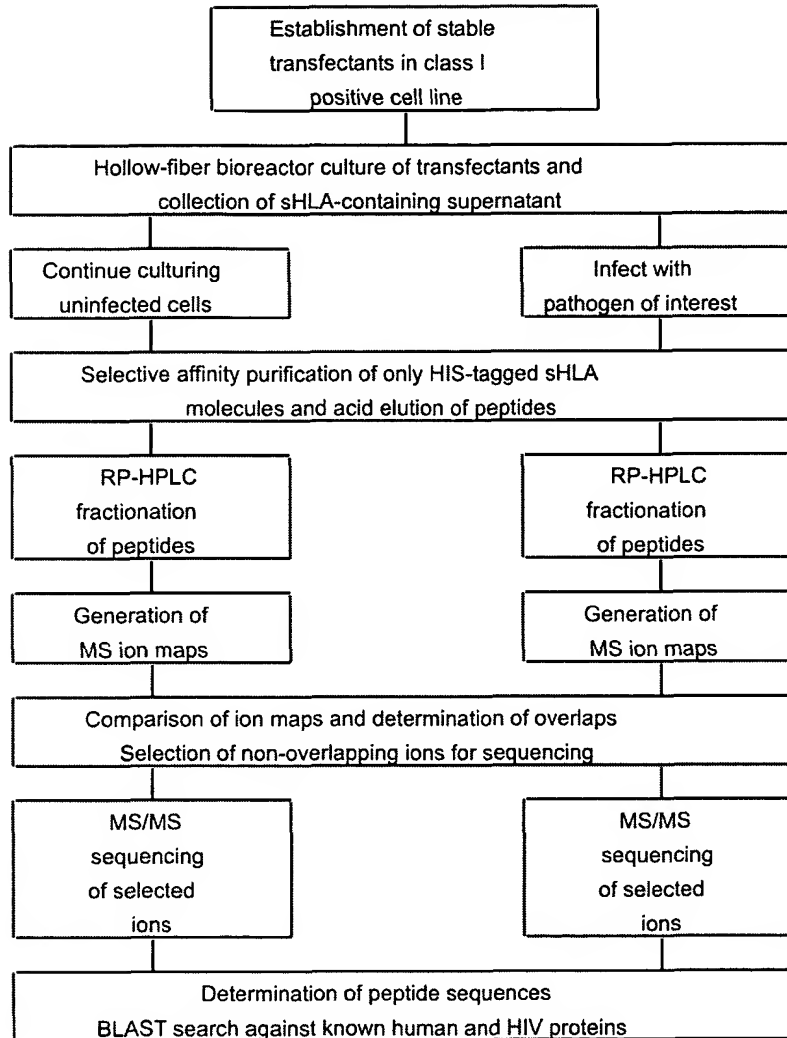 Establishment of stable
transfectants in class I
positive cell line
Hollow-fiber bioreactor culture of transfectants and
collection of sHLA-containing supernatant
Continue culturing
uninfected cells
Infect with
pathogen of interest
Selective affinity purification of only HIS-tagged sHLA
molecules and acid elution of peptides
RP-HPLC
fractionation
of peptides
RP-HPLC
fractionation
of peptides
Generation of
MS ion maps
Generation of
MS ion maps
Comparison of ion maps and determination of overlaps
Selection of non-overlapping ions for sequencing
MS/MS
sequencing
of selected
ions
MS/MS
sequencing
of selected
ions
Determination of peptide sequences
BLAST search against known human and HIV proteins